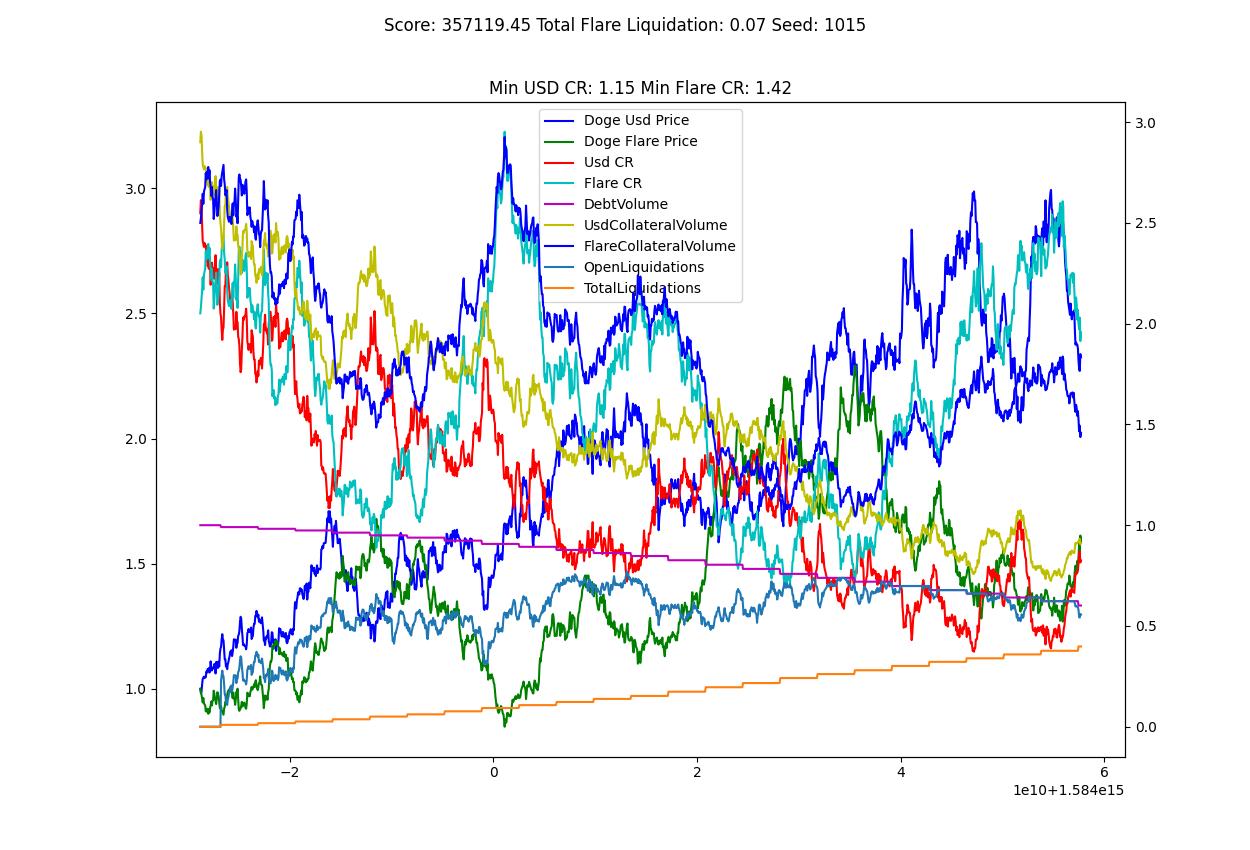 Score: 357119.45 Total Flare Liquidation: 0.07 Seed: 1015
Min USD CR: 1.15 Min Flare CR: 1.42
Doge Usd Price
Doge Flare Price
Usd CR
Flare CR
DebtVolume
UsdCollateralVolume
FlareCollateralVolume
OpenLiquidations
TotalLiquidations
3.0
2.5
2.0
1.5
1.0
3.0
2.5
2.0
1.5
1.0
0.5
0.0
−2 0 2 4 6
1e10+1.584e15